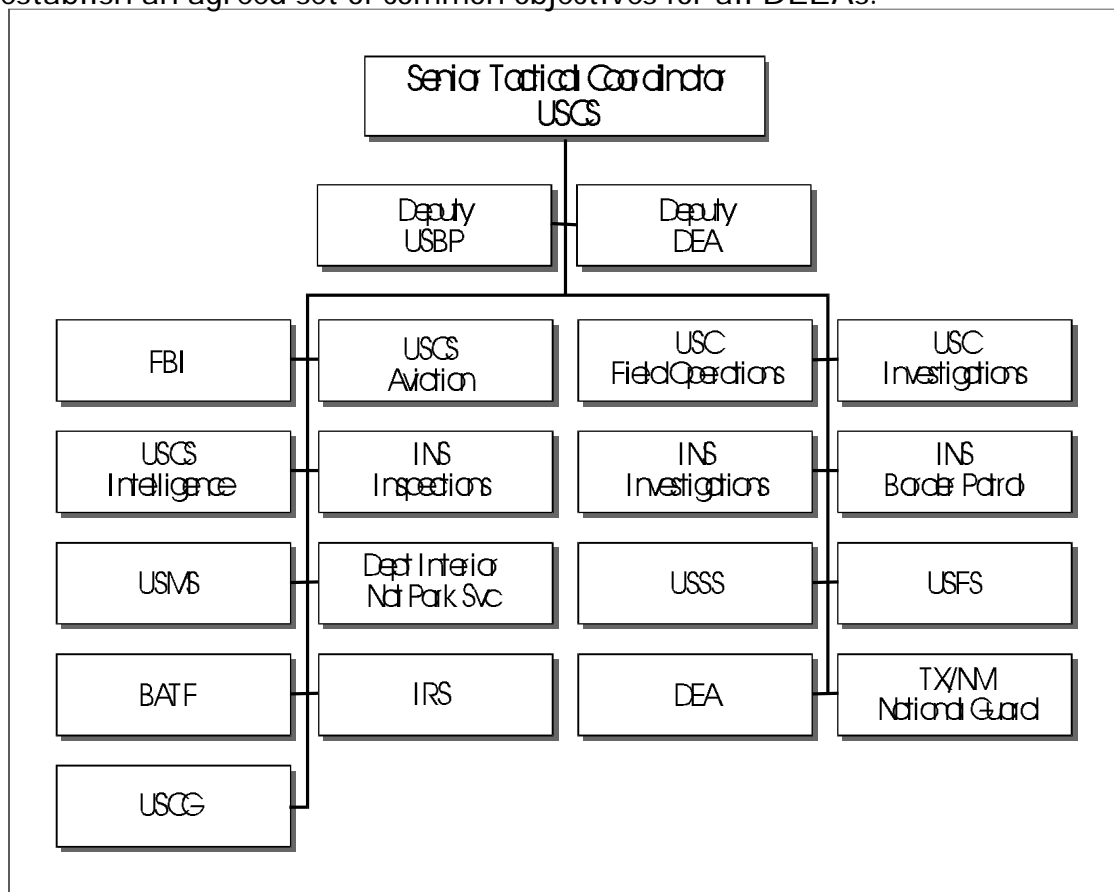 establish an agreed set of common objectives for all DLEAs.
Senior Tactical Coordinator
USCS
Deputy
USBP
Deputy
DEA
FBI
USCS
Aviation
USC
Field Operations
USC
Investigations
USCS
Intelligence
INS
Inspections
INS
Investigations
INS
Border Patrol
USMS
Dept Interior
Nat Park Svc
USSS
USFS
BATF
IRS
DEA
TX/NM
National Guard
USCG